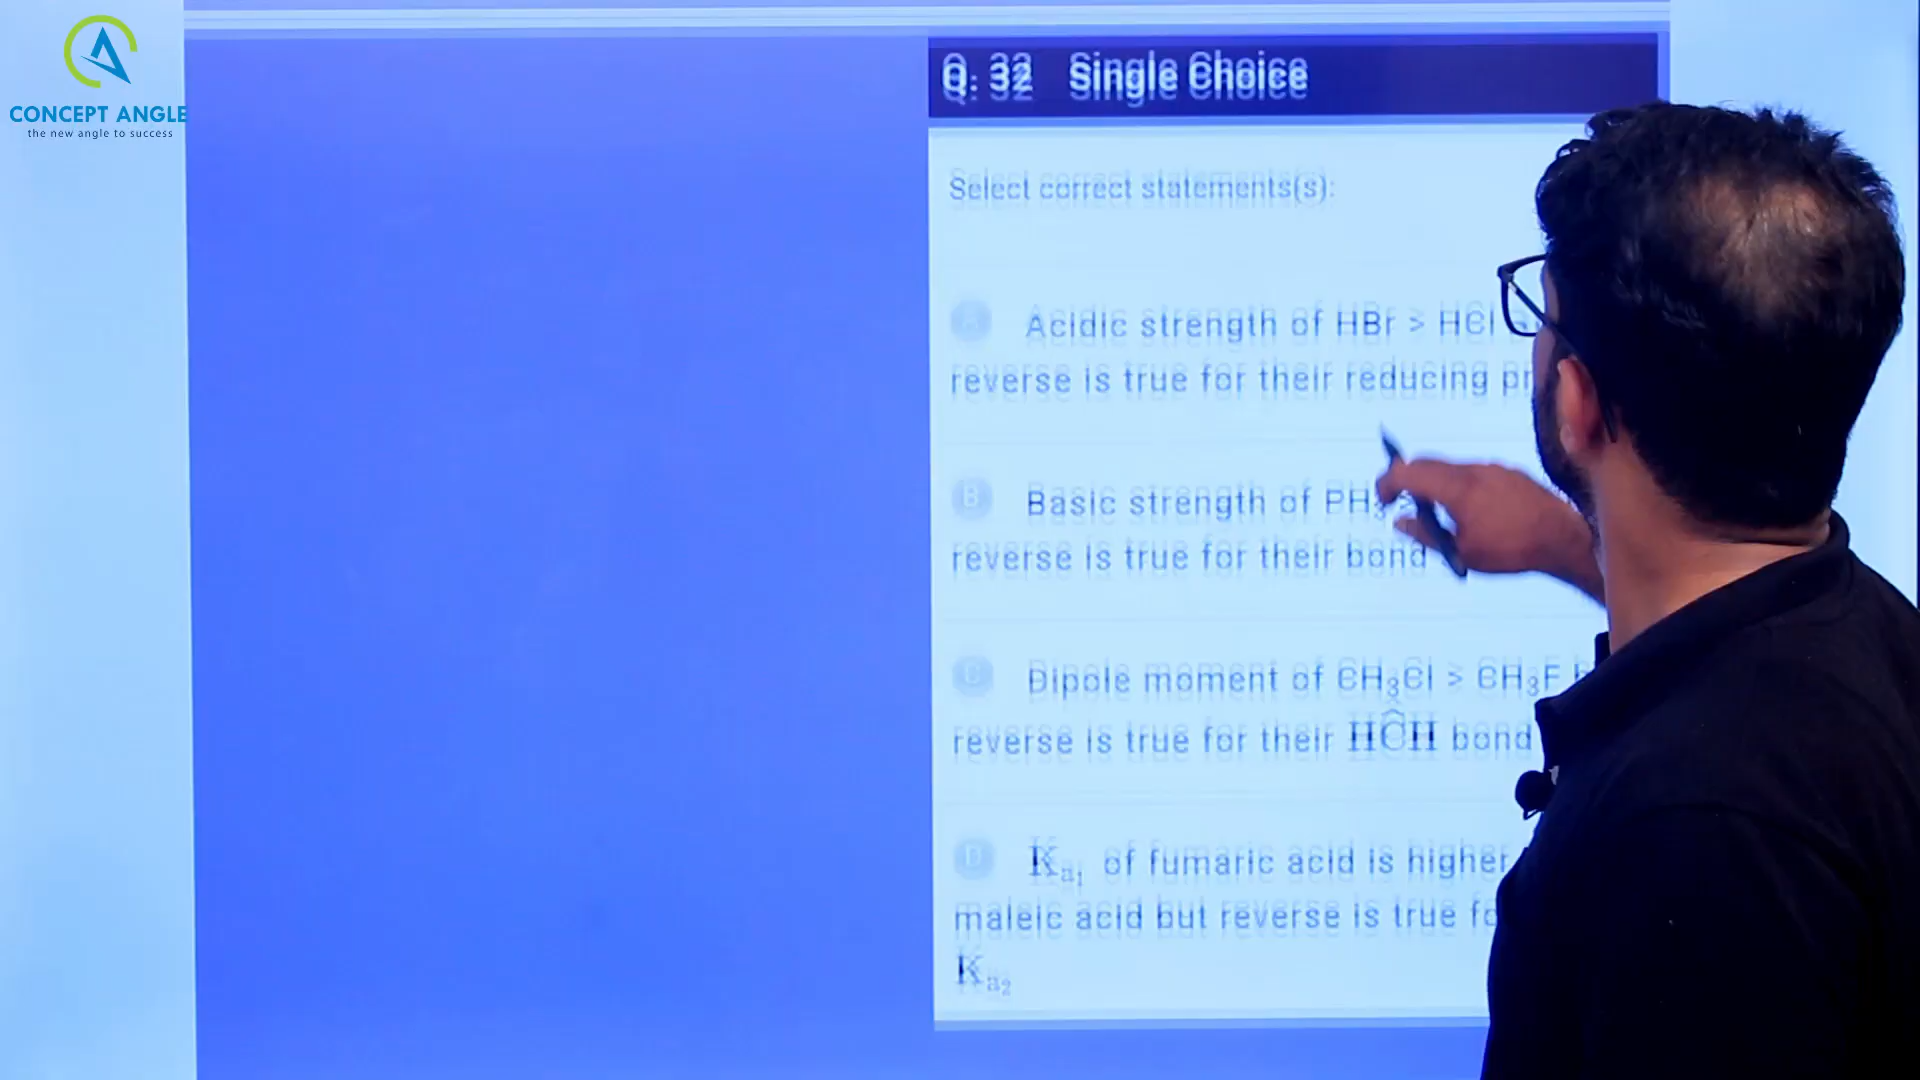 CONCEPT ANGLE
the new angle to success
Q. 32 Single Choice
Select correct statements(s):
A Acidic strength of HBr > HCl
reverse is true for their reducing
B Basic strength of PH₃
reverse is true for their bond
C Dipole moment of CH₃Cl > CH₃F
reverse is true for their HĈH bond
D Kₐ₁ of fumaric acid is higher
maleic acid but reverse is true
Kₐ₂